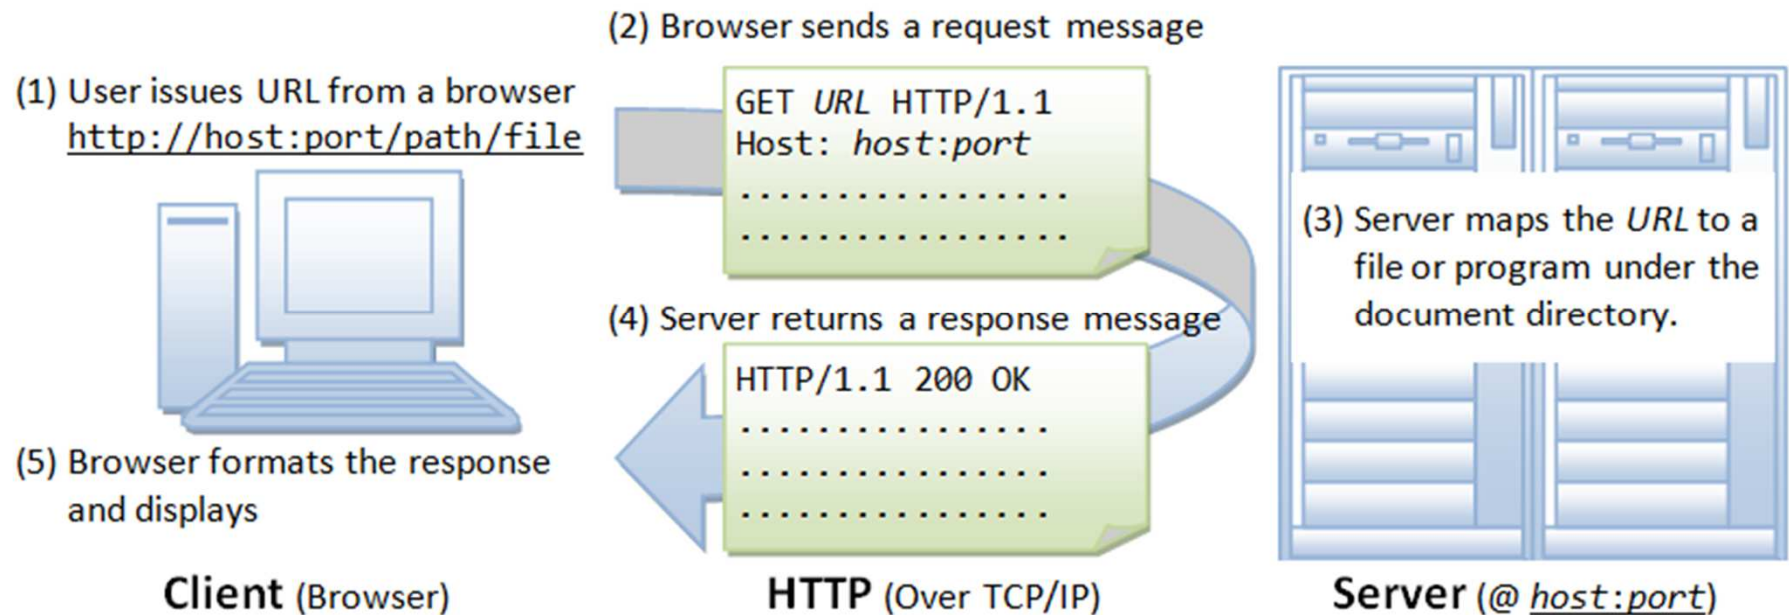 (1) User issues URL from a browser
http://host:port/path/file
(2) Browser sends a request message
GET URL HTTP/1.1
Host: host:port
.................
.................
(3) Server maps the URL to a
file or program under the
document directory.
(4) Server returns a response message
HTTP/1.1 200 OK
................
................
................
(5) Browser formats the response
and displays
Client (Browser)
HTTP (Over TCP/IP)
Server (@ host:port)